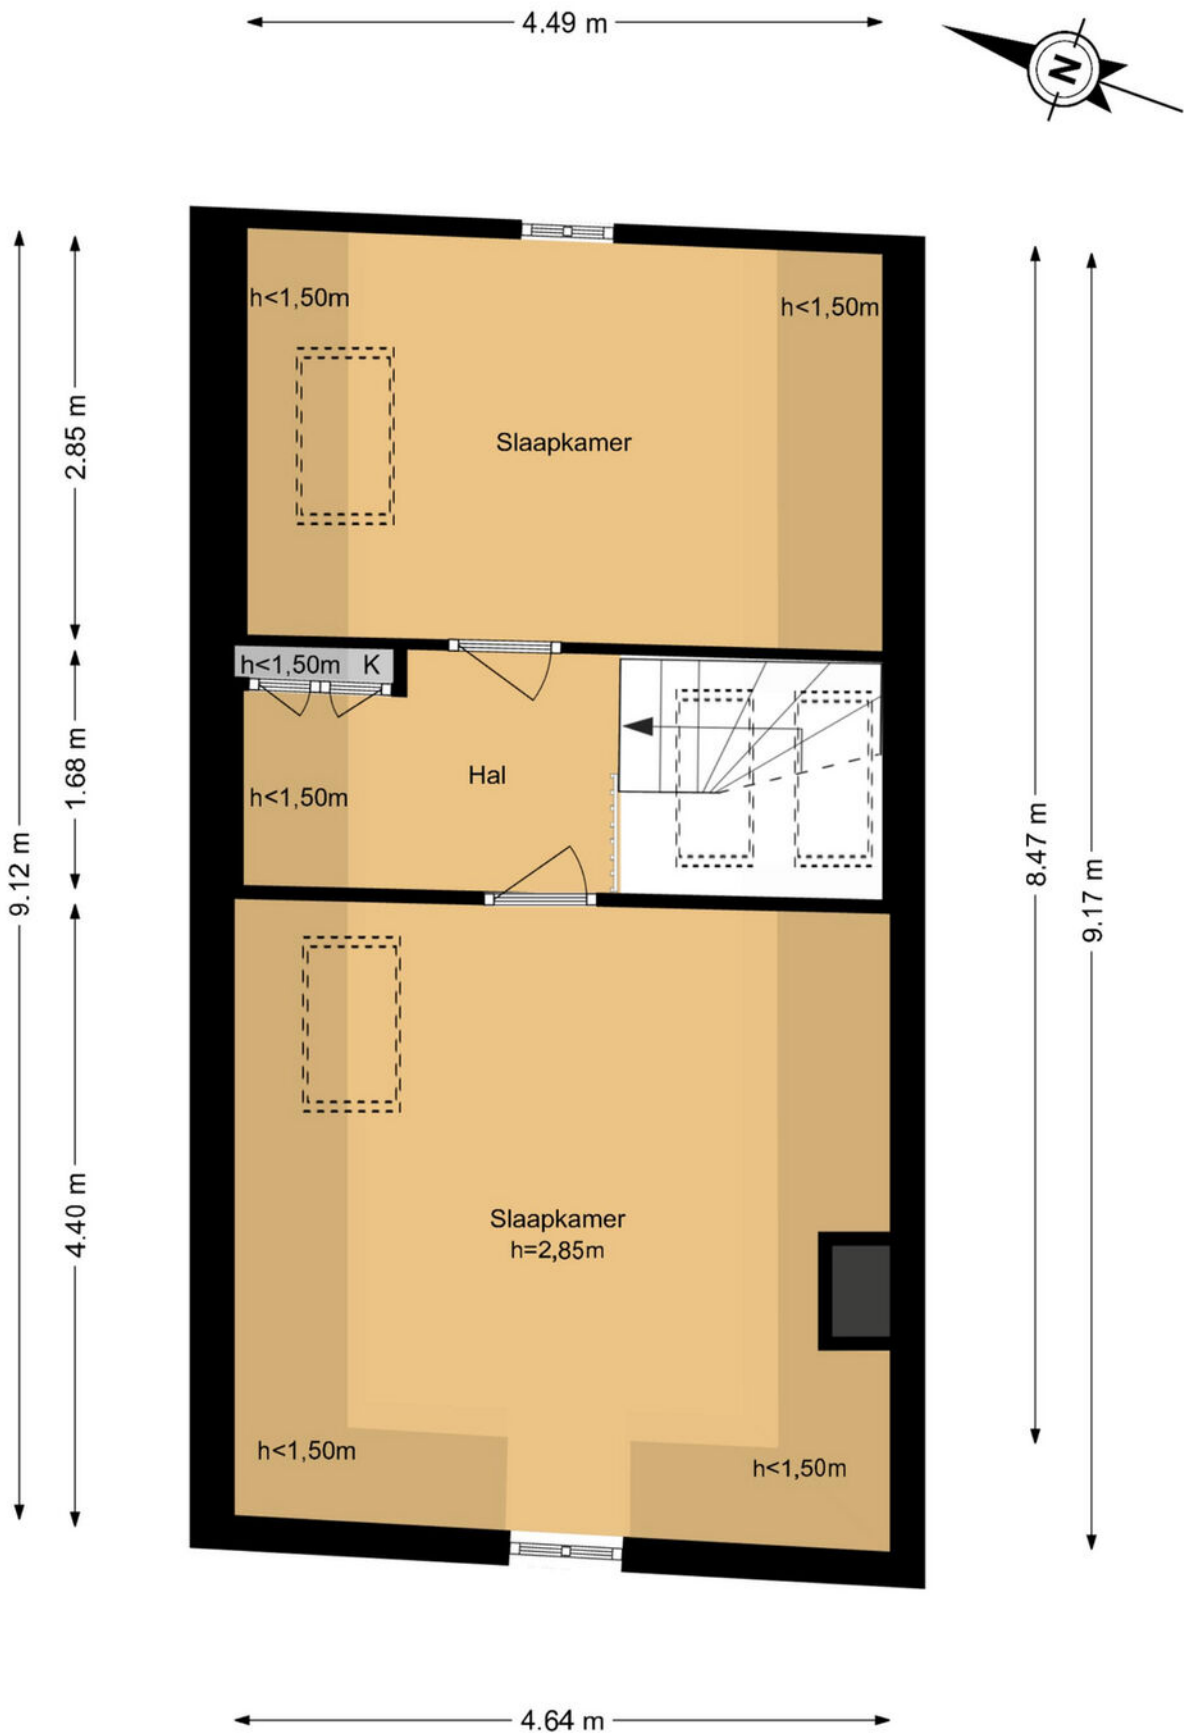 4.49 m
N
h<1,50m
h<1,50m
Slaapkamer
2.85 m
h<1,50m K
1.68 m
Hal
h<1,50m
9.12 m
8.47 m
9.17 m
4.40 m
Slaapkamer
h=2,85m
h<1,50m
h<1,50m
4.64 m